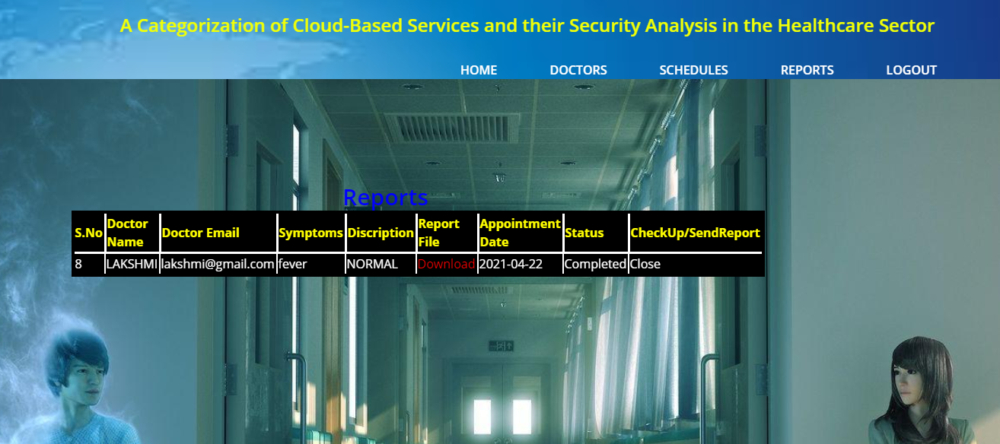 A Categorization of Cloud-Based Services and their Security Analysis in the Healthcare Sector
HOME DOCTORS SCHEDULES REPORTS LOGOUT
Reports
S.No Doctor Name Doctor Email Symptoms Discription Report File Appointment Date Status CheckUp/SendReport
8 LAKSHMI lakshmi@gmail.com fever NORMAL Download 2021-04-22 Completed Close